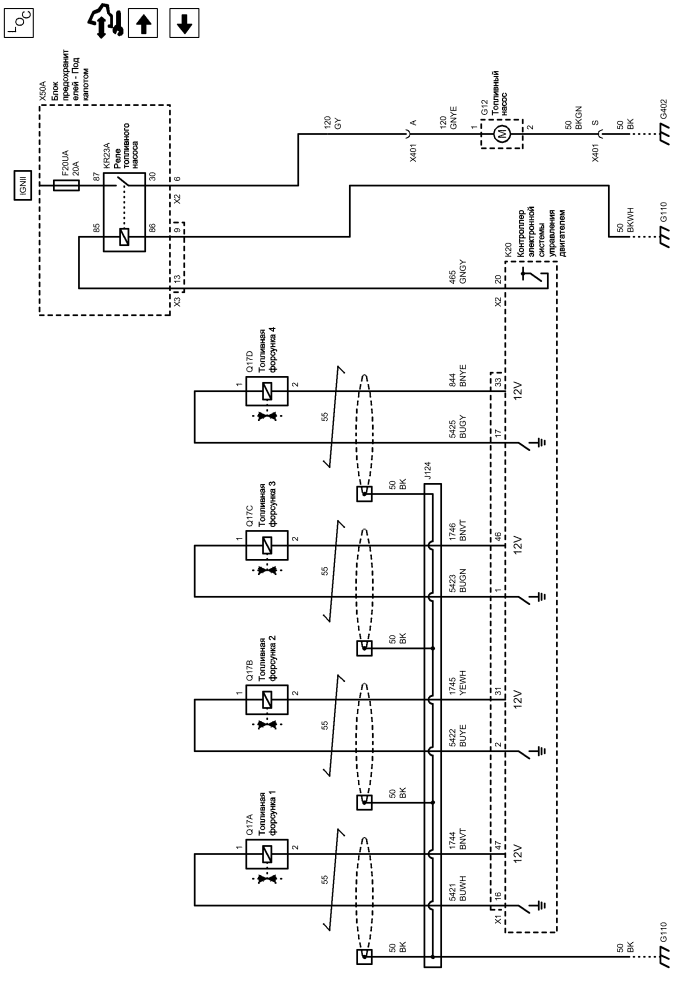 LOC
X50A
Блок
предохранит
елей - Под
капотом
IGNII
F20UA
20A
87
KR23A
Реле
топливного
насоса
30
6
X2
85
86
9
13
X3
120
GY
A
X401
120
GNYE
1
G12
Топливный
насос
M
2
50
BKGN
S
X401
50
BK
G402
50
BKWH
G110
465
GNGY
20
X2
K20
Контроллер
электронной
системы
управления
двигателем
1
Q17D
Топливная
форсунка 4
2
55
844
BNYE
33
12V
5425
BUGY
17
50
BK
J124
1
Q17C
Топливная
форсунка 3
2
55
1746
BNVT
46
12V
5423
BUGN
1
50
BK
1
Q17B
Топливная
форсунка 2
2
55
1745
YEWH
31
12V
5422
BUYE
2
50
BK
1
Q17A
Топливная
форсунка 1
2
55
1744
BNVT
47
12V
5421
BUWH
16
X1
50
BK
50
BK
G110